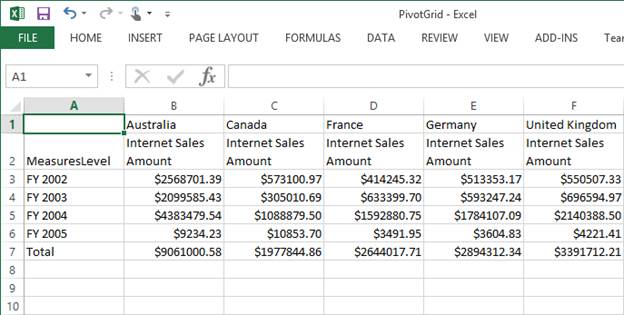 PivotGrid - Excel
FILE HOME INSERT PAGE LAYOUT FORMULAS DATA REVIEW VIEW ADD-INS
A1 fx
A B C D E F
1 Australia Canada France Germany United Kingdom
Internet Sales Internet Sales Internet Sales Internet Sales Internet Sales
2 MeasuresLevel Amount Amount Amount Amount Amount
3 FY 2002 $2568701.39 $573100.97 $414245.32 $513353.17 $550507.33
4 FY 2003 $2099585.43 $305010.69 $633399.70 $593247.24 $696594.97
5 FY 2004 $4383479.54 $1088879.50 $1592880.75 $1784107.09 $2140388.50
6 FY 2005 $9234.23 $10853.70 $3491.95 $3604.83 $4221.41
7 Total $9061000.58 $1977844.86 $2644017.71 $2894312.34 $3391712.21
8
9
10